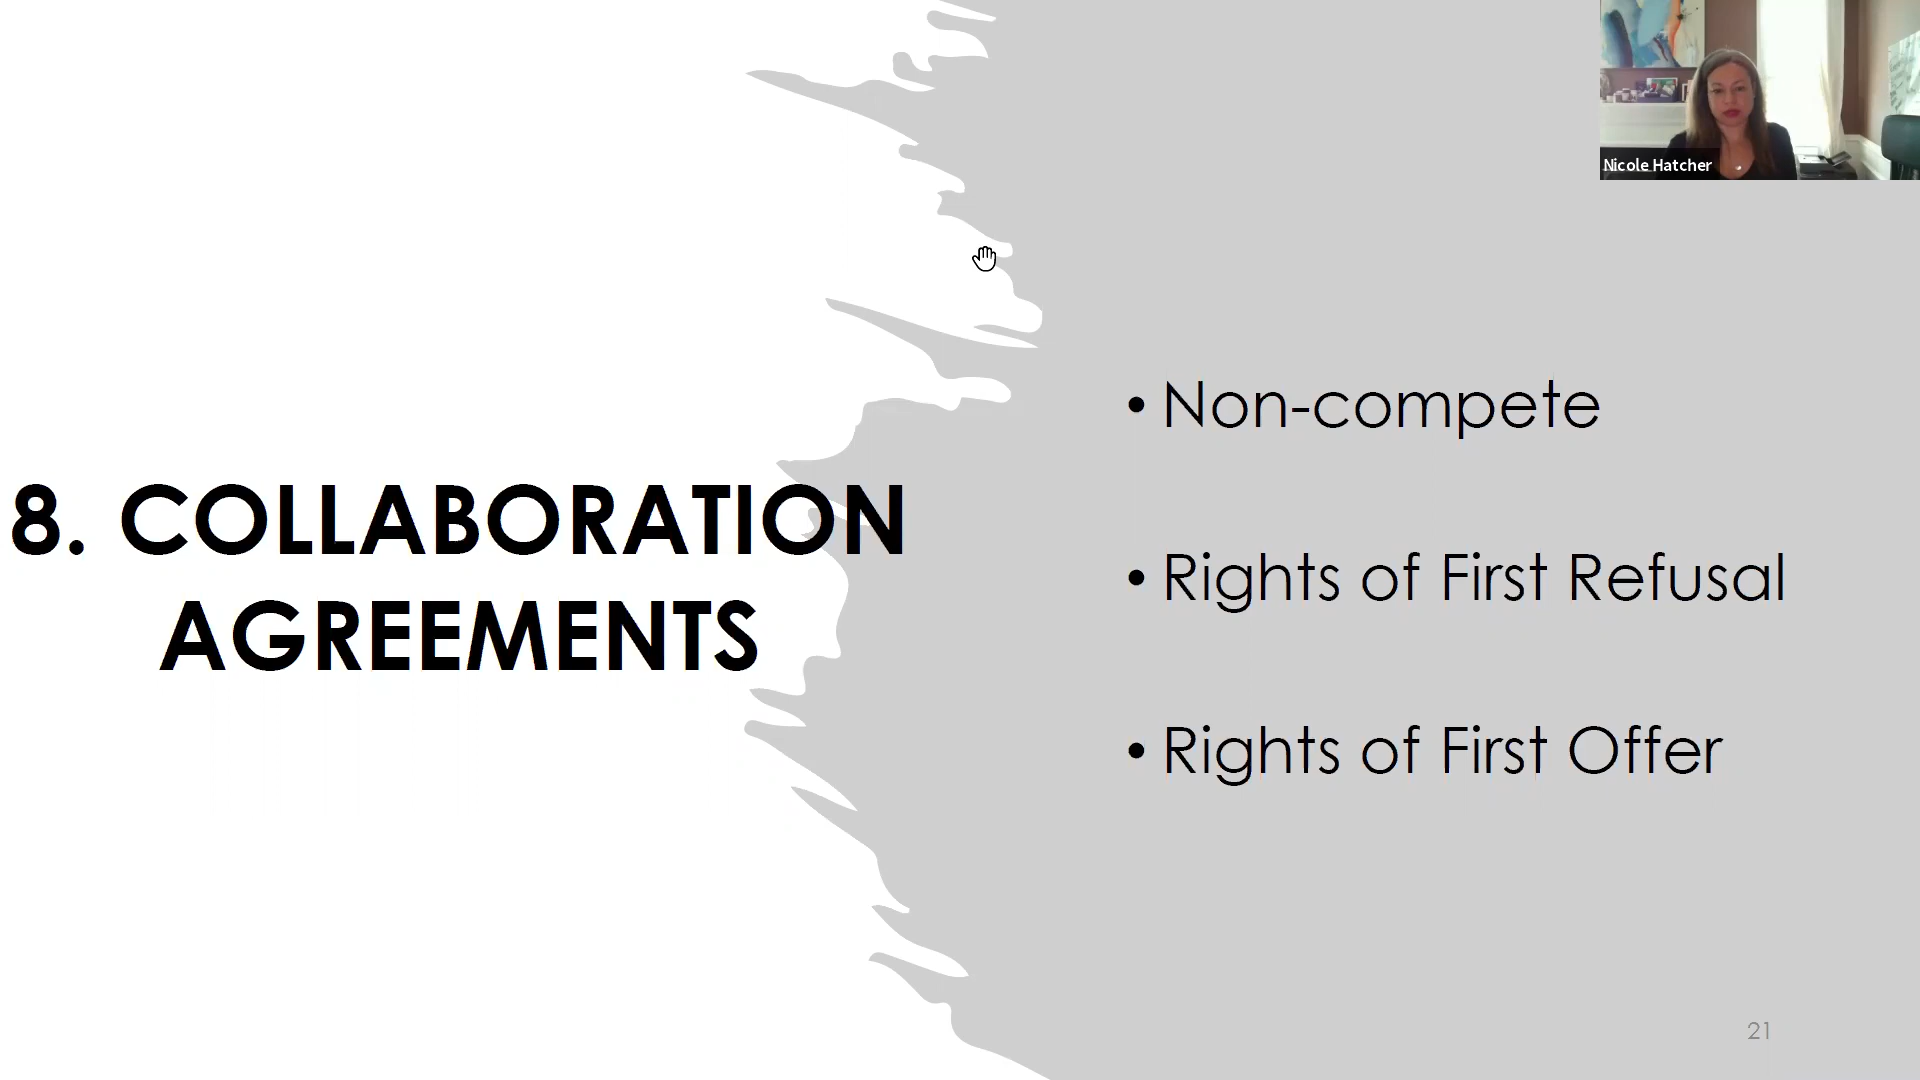 Nicole Hatcher
8. COLLABORATION
AGREEMENTS
• Non-compete
• Rights of First Refusal
• Rights of First Offer
21